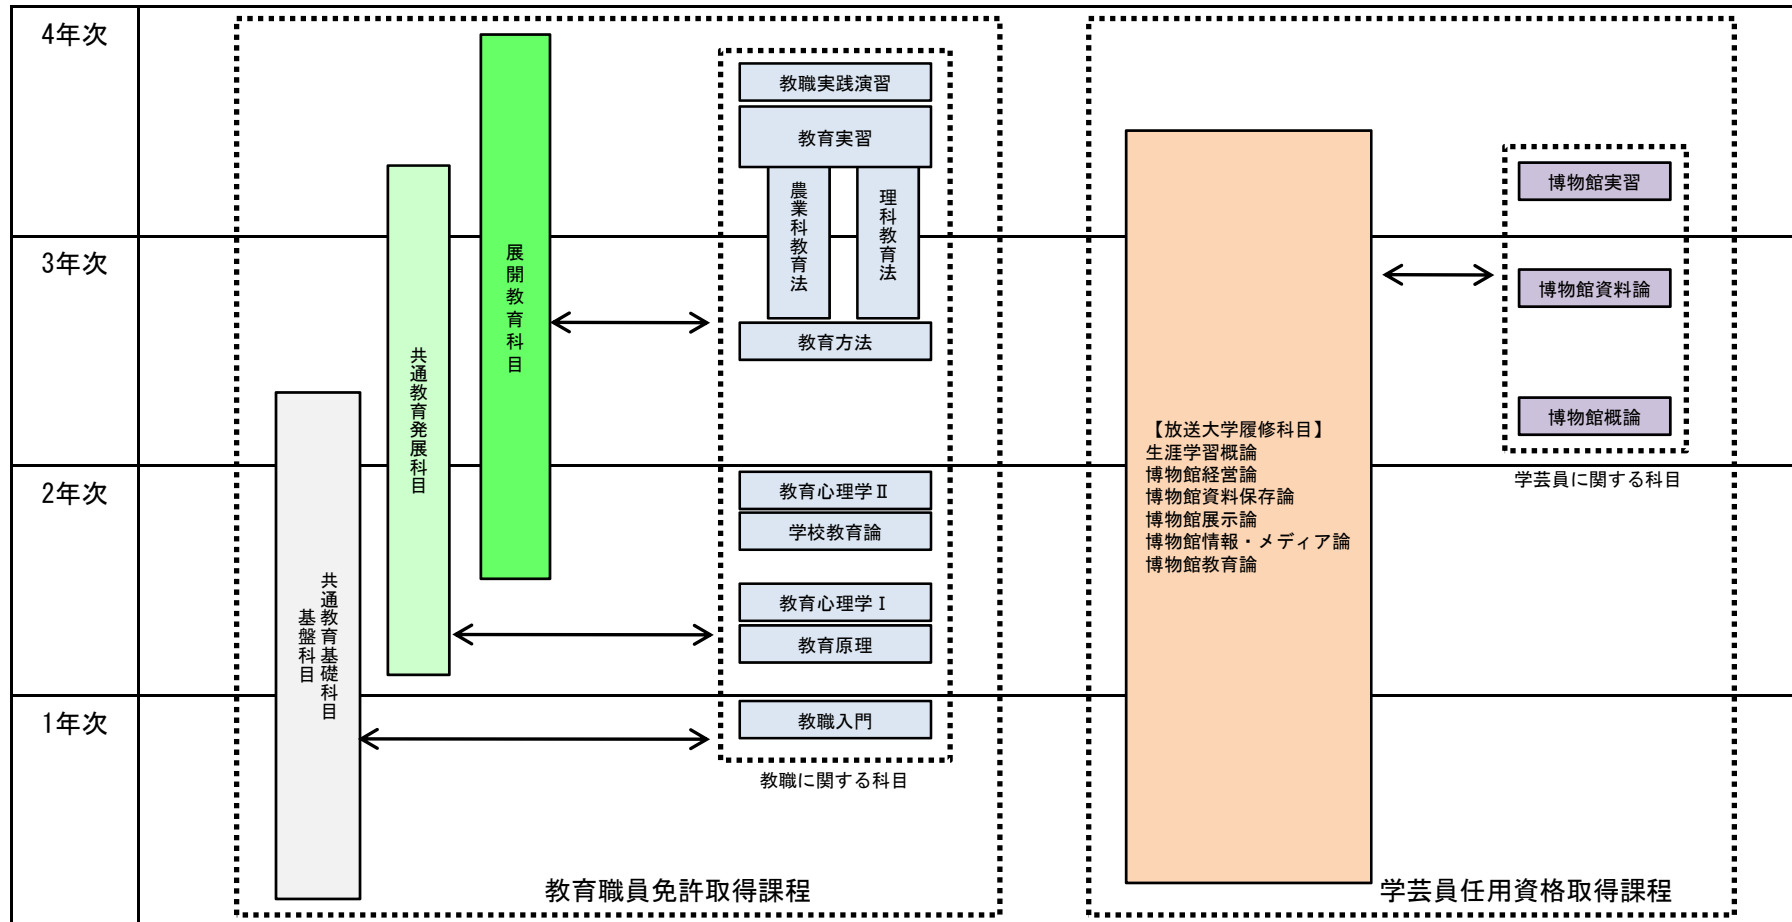 4年次
3年次
2年次
1年次
共通教育基礎科目
基盤科目
共通教育発展科目
展開教育科目
教職実践演習
教育実習
農業科教育法
理科教育法
教育方法
教育心理学Ⅱ
学校教育論
教育心理学Ⅰ
教育原理
教職入門
教職に関する科目
教育職員免許取得課程
【放送大学履修科目】
生涯学習概論
博物館経営論
博物館資料保存論
博物館展示論
博物館情報・メディア論
博物館教育論
博物館実習
博物館資料論
博物館概論
学芸員に関する科目
学芸員任用資格取得課程